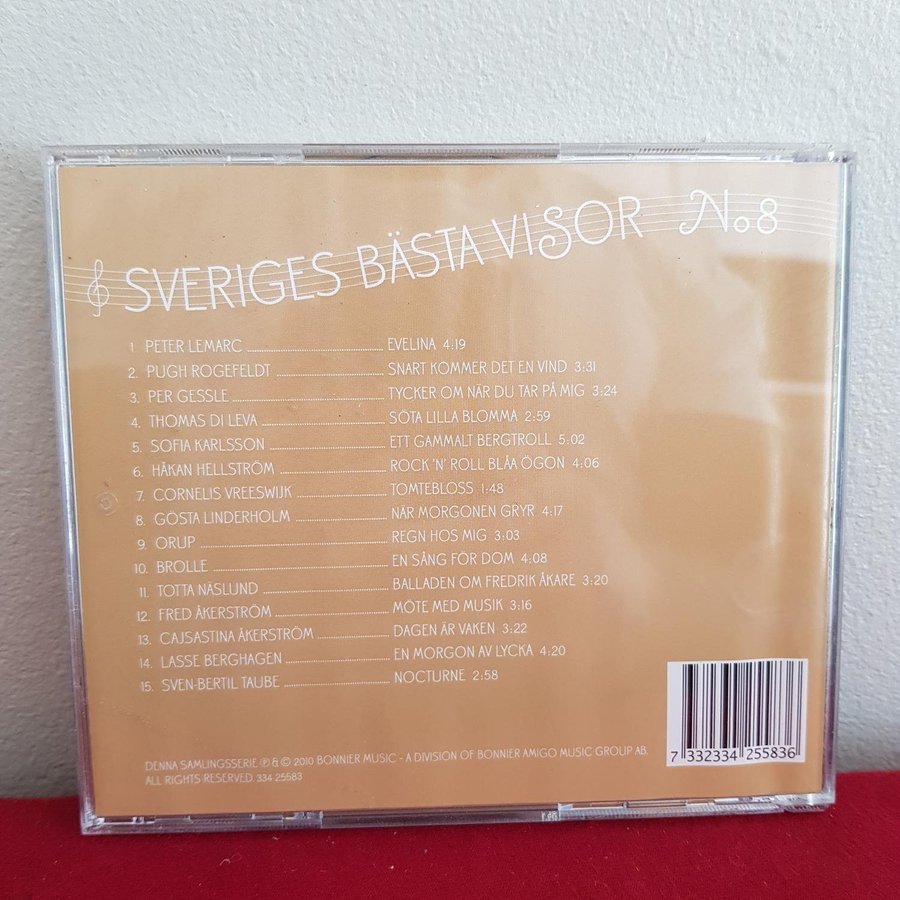 SVERIGES BÄSTA VISOR No8
1. PETER LEMARC EVELINA 4:19
2. PUGH ROGEFELDT SNART KOMMER DET EN VIND 3:31
3. PER GESSLE TYCKER OM NÄR DU TAR PÅ MIG 3:24
4. THOMAS DI LEVA SÖTA LILLA BLOMMA 2:59
5. SOFIA KARLSSON ETT GAMMALT BERGTROLL 5:02
6. HÅKAN HELLSTRÖM ROCK 'N' ROLL BLÅA ÖGON 4:06
7. CORNELIS VREESWIJK TOMTEBLOSS 1:48
8. GÖSTA LINDERHOLM NÄR MORGONEN GRYR 4:17
9. ORUP REGN HOS MIG 3:03
10. BROLLE EN SÅNG FÖR DOM 4:08
11. TOTTA NÄSLUND BALLADEN OM FREDRIK ÅKARE 3:20
12. FRED ÅKERSTRÖM MÖTE MED MUSIK 3:16
13. CAJSASTINA ÅKERSTRÖM DAGEN ÄR VAKEN 3:22
14. LASSE BERGHAGEN EN MORGON AV LYCKA 4:20
15. SVEN-BERTIL TAUBE NOCTURNE 2:58
DENNA SAMLINGSSERIE ℗ & © 2010 BONNIER MUSIC - A DIVISION OF BONNIER AMIGO MUSIC GROUP AB.
ALL RIGHTS RESERVED. 334 25583
7 332334 255836